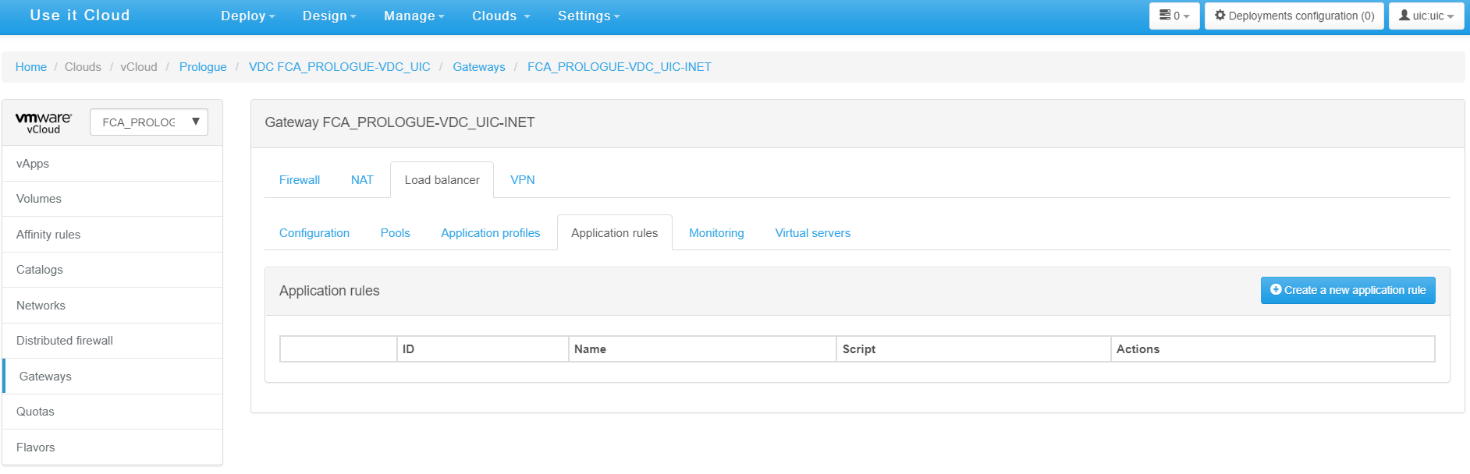 Use it Cloud Deploy Design Manage Clouds Settings 0 Deployments configuration (0) uic:uic
Home / Clouds / vCloud / Prologue / VDC FCA_PROLOGUE-VDC_UIC / Gateways / FCA_PROLOGUE-VDC_UIC-INET
vmware®
vCloud
FCA_PROLOG
vApps
Volumes
Affinity rules
Catalogs
Networks
Distributed firewall
Gateways
Quotas
Flavors
Gateway FCA_PROLOGUE-VDC_UIC-INET
Firewall NAT Load balancer VPN
Configuration Pools Application profiles Application rules Monitoring Virtual servers
Application rules Create a new application rule
ID Name Script Actions